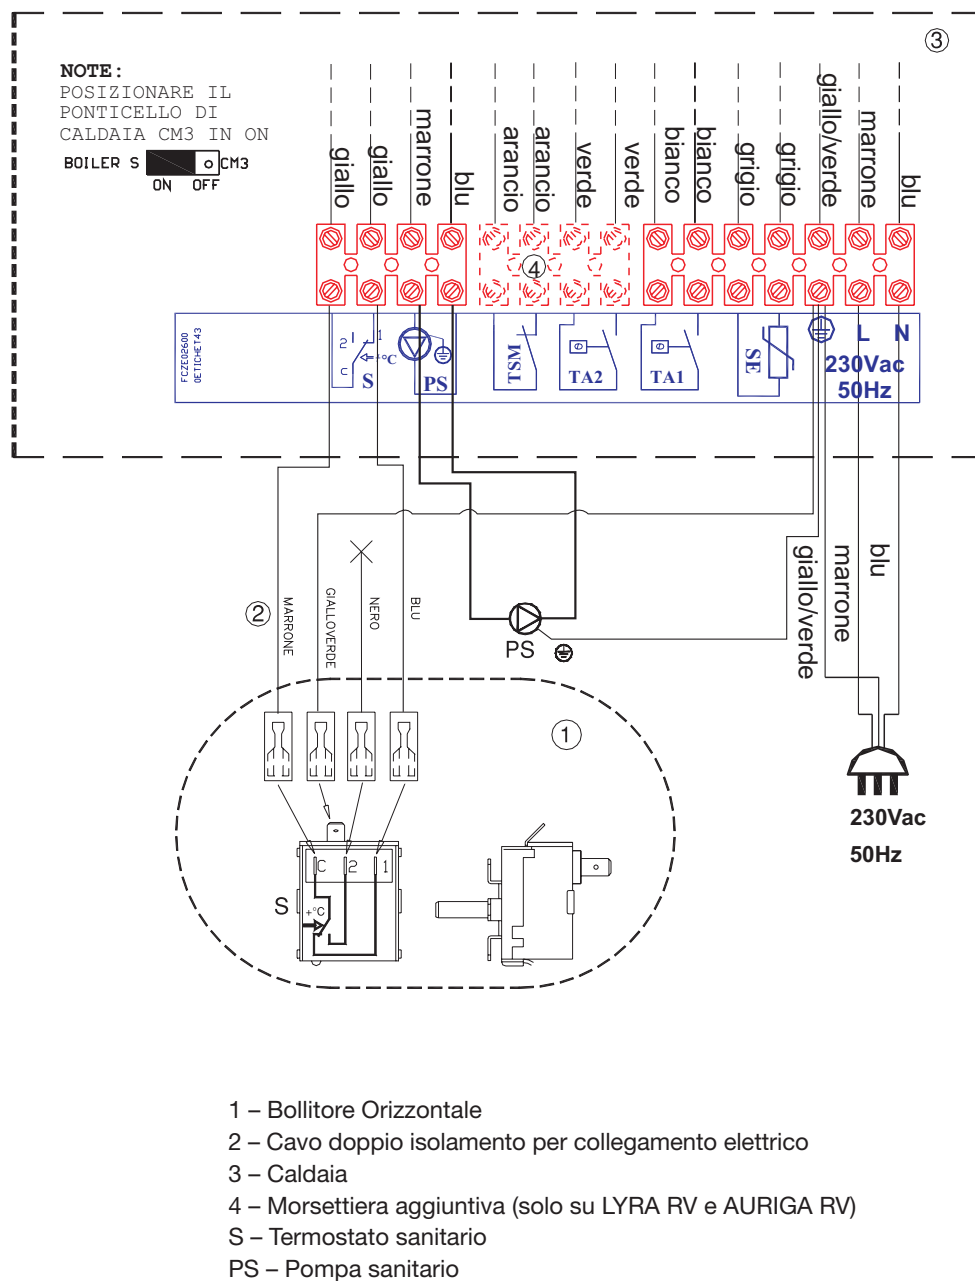 3
NOTE:
POSIZIONARE IL
PONTICELLO DI
CALDAIA CM3 IN ON
BOILER S CM3
ON OFF
giallo
giallo
marrone
blu
arancio
arancio
verde
verde
bianco
bianco
grigio
grigio
giallo/verde
marrone
blu
4
FCZE02600
0ETICHET43
2 1
C
°C
S
PS
TSM
TA2
TA1
SE
L N
230Vac
50Hz
2
MARRONE
GIALLOVERDE
NERO
BLU
PS
giallo/verde
marrone
blu
1
230Vac
50Hz
C 2 1
S
+°C
1 – Bollitore Orizzontale
2 – Cavo doppio isolamento per collegamento elettrico
3 – Caldaia
4 – Morsettiera aggiuntiva (solo su LYRA RV e AURIGA RV)
S – Termostato sanitario
PS – Pompa sanitario